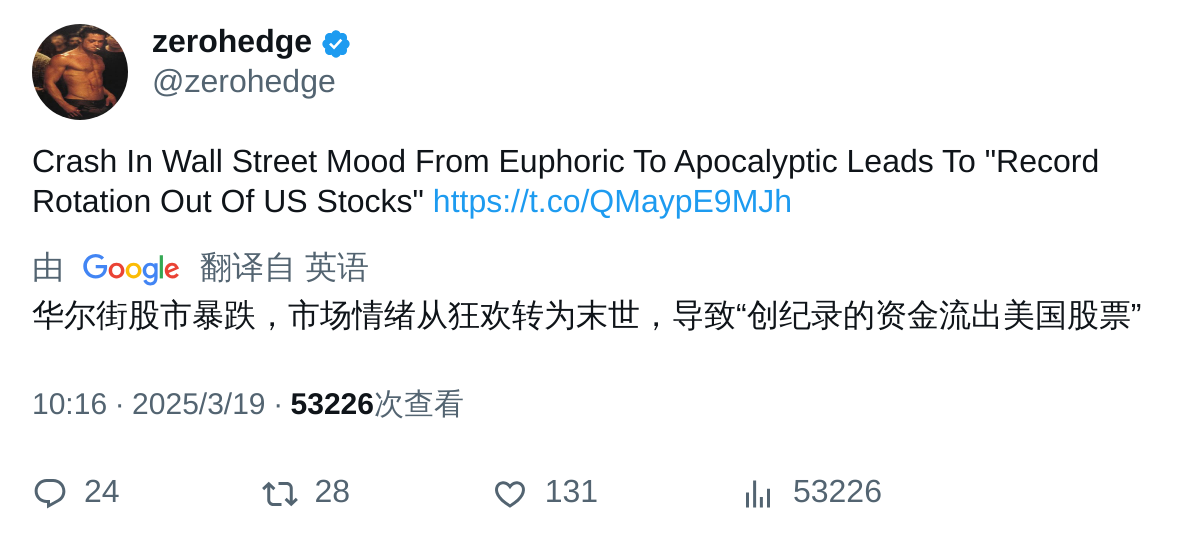 zerohedge
@zerohedge
Crash In Wall Street Mood From Euphoric To Apocalyptic Leads To "Record
Rotation Out Of US Stocks" https://t.co/QMaypE9MJh
由 Google 翻译自 英语
华尔街股市暴跌，市场情绪从狂欢转为末世，导致“创纪录的资金流出美国股票”
10:16 · 2025/3/19 · 53226次查看
24 28 131 53226